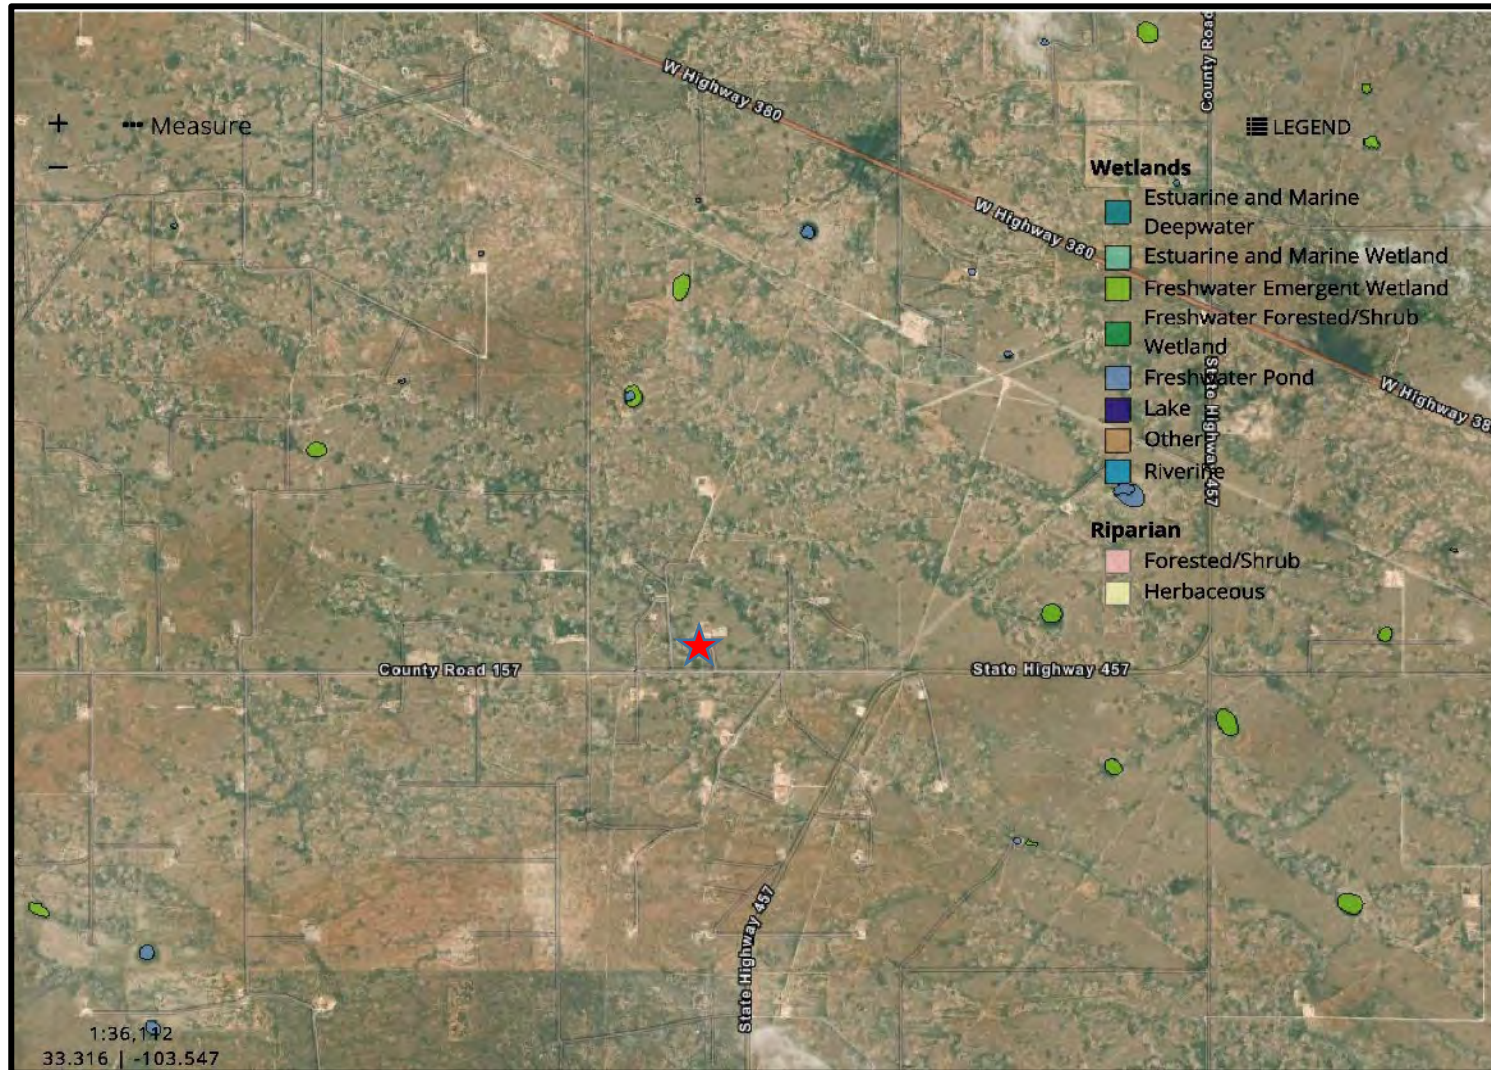 W Highway 380
County Road
+
Measure
LEGEND
−
Wetlands
Estuarine and Marine
Deepwater
Estuarine and Marine Wetland
Freshwater Emergent Wetland
Freshwater Forested/Shrub
Wetland
Freshwater Pond
Lake
Other
Riverine
Riparian
Forested/Shrub
Herbaceous
W Highway 380
W Highway 38
State Highway 457
County Road 157
State Highway 457
State Highway 457
1:36,112
33.316 | -103.547